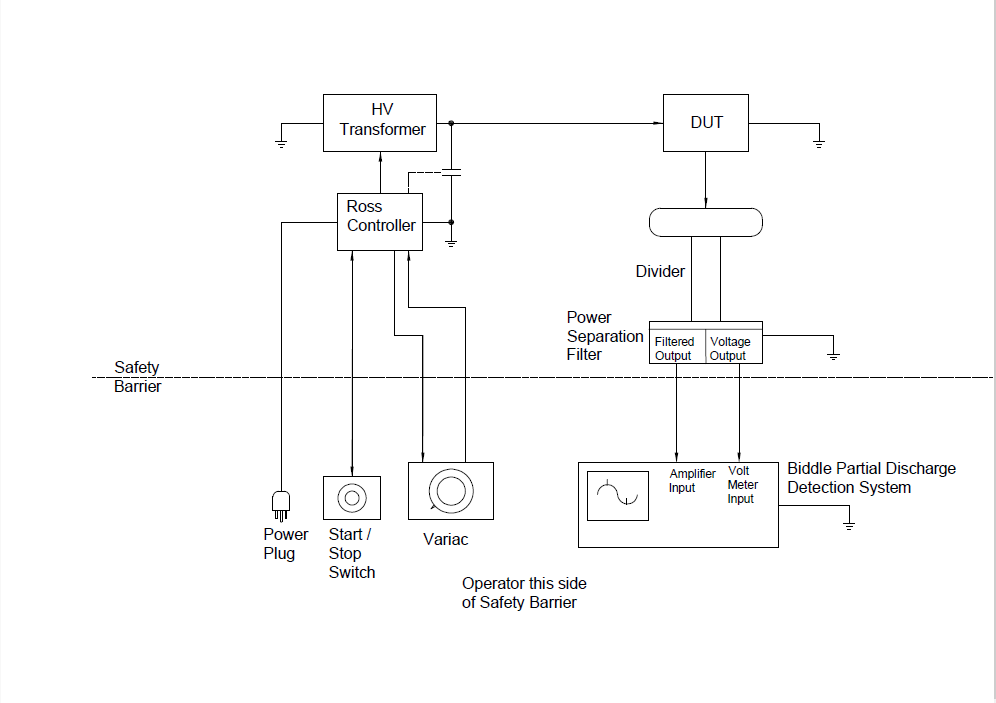 HV
Transformer
DUT
Ross
Controller
Divider
Power
Separation
Filter
Filtered
Output
Voltage
Output
Safety
Barrier
Amplifier
Input
Volt
Meter
Input
Biddle Partial Discharge
Detection System
Power
Plug
Start /
Stop
Switch
Variac
Operator this side
of Safety Barrier